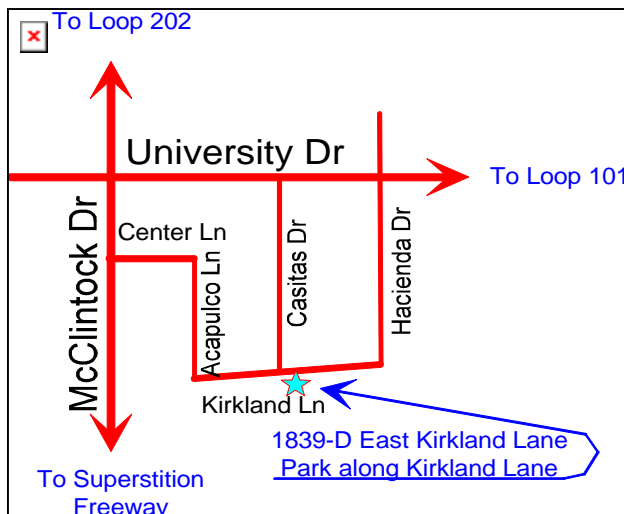 To Loop 202
University Dr
To Loop 101
McClintock Dr
Center Ln
Acapulco Ln
Casitas Dr
Hacienda Dr
Kirkland Ln
1839-D East Kirkland Lane
Park along Kirkland Lane
To Superstition
Freeway